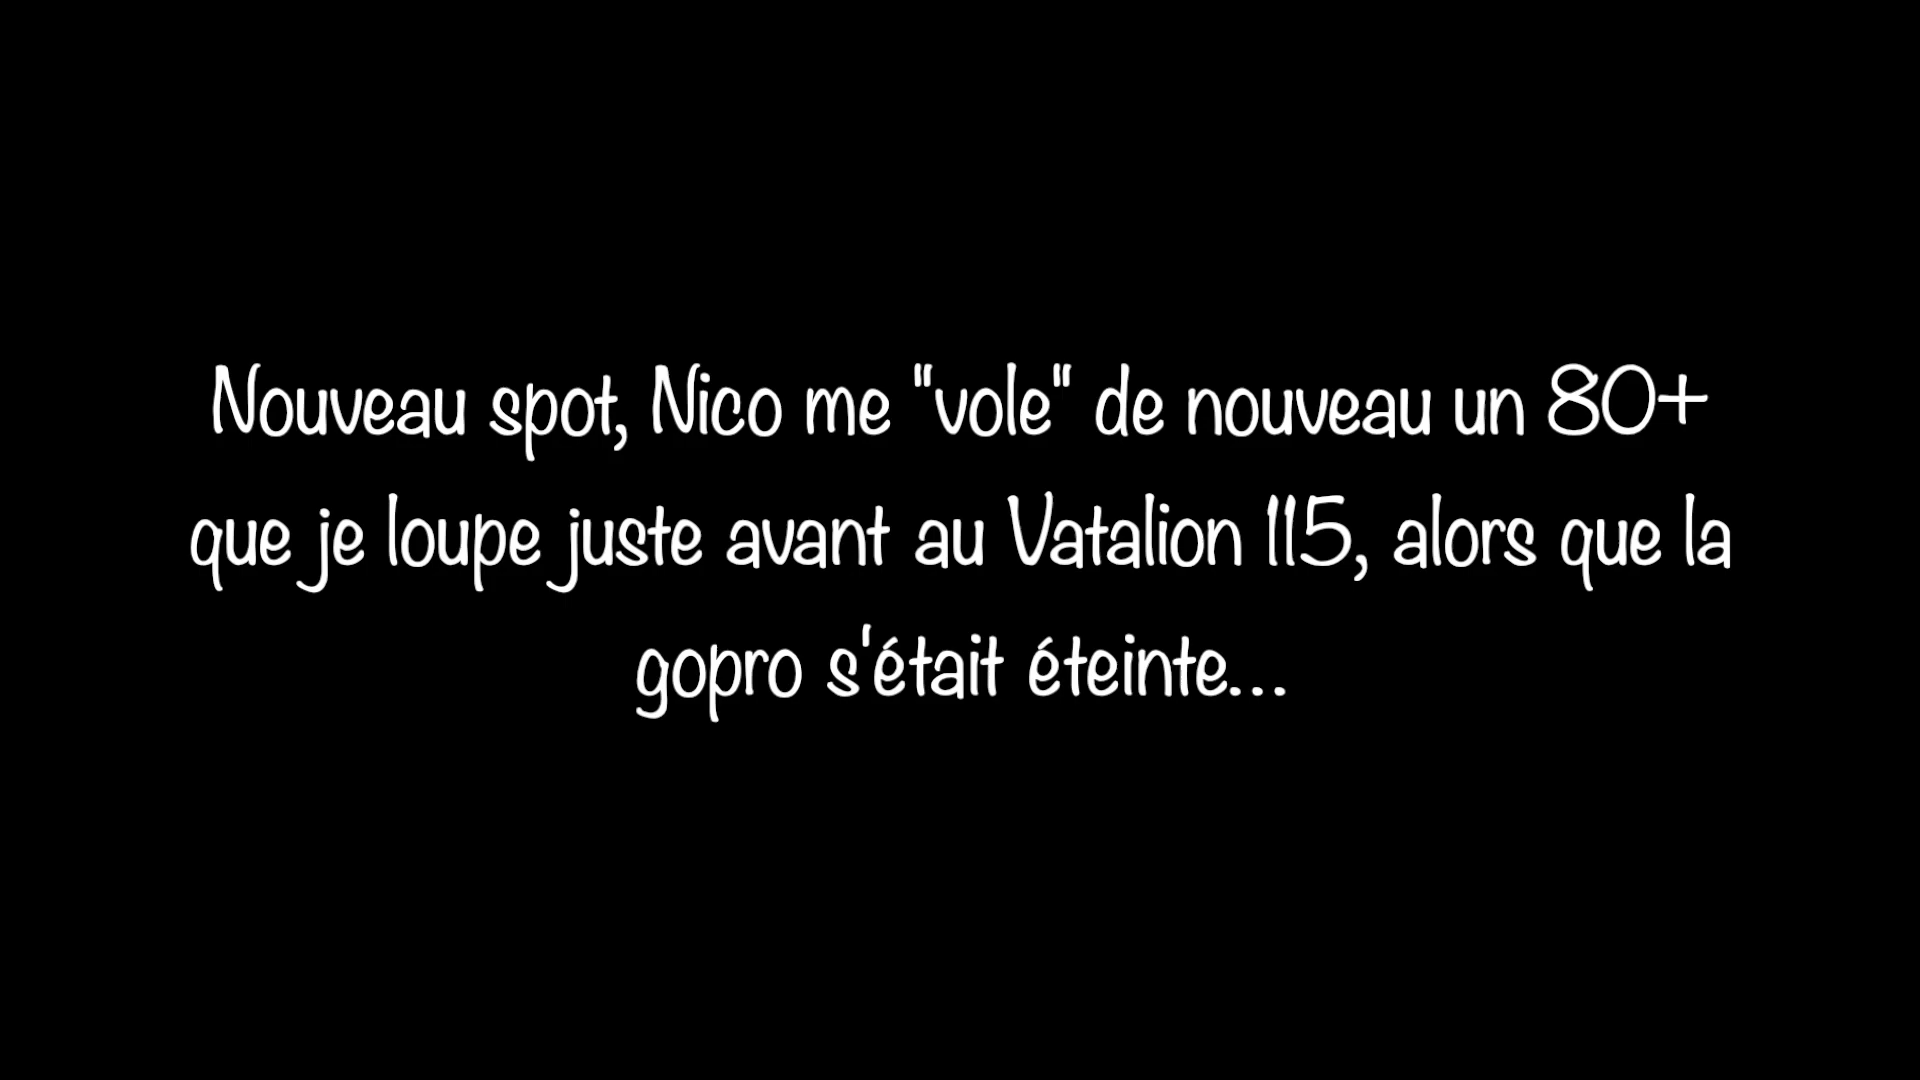 Nouveau spot, Nico me "vole" de nouveau un 80+
que je loupe juste avant au Vatalion 115, alors que la
gopro s'était éteinte...